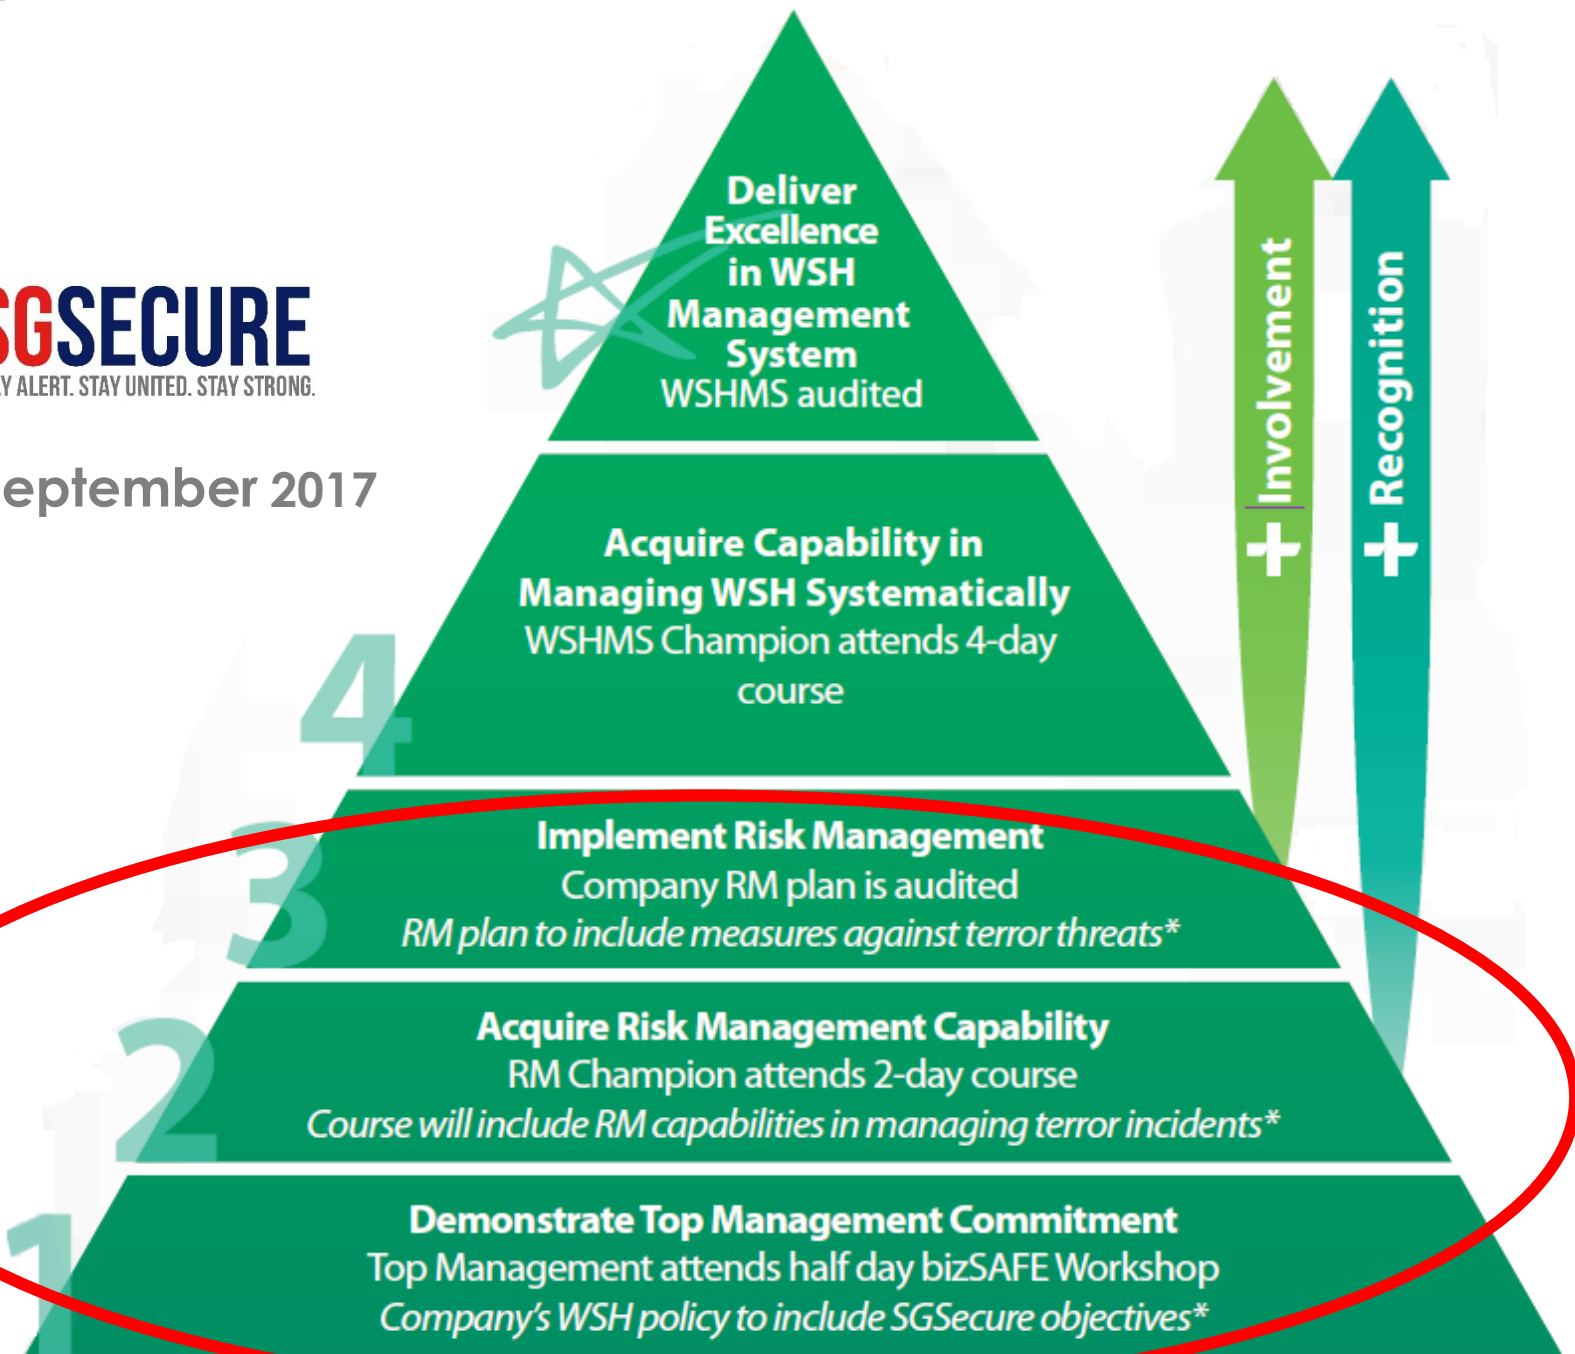 Deliver
Excellence
in WSH
Management
System
WSHMS audited
SGSECURE
ALERT. STAY UNITED. STAY STRONG.
2017
Acquire Capability in
Managing WSH Systematically
WSHMS Champion attends 4-day
course
4
Implement Risk Management
Company RM plan is audited
RM plan to include measures against terror threats*
3
Acquire Risk Management Capability
RM Champion attends 2-day course
Course will include RM capabilities in managing terror incidents*
2
Demonstrate Top Management Commitment
Top Management attends half day bizSAFE Workshop
Company's WSH policy to include SGSecure objectives*
1
+ Involvement
+ Recognition